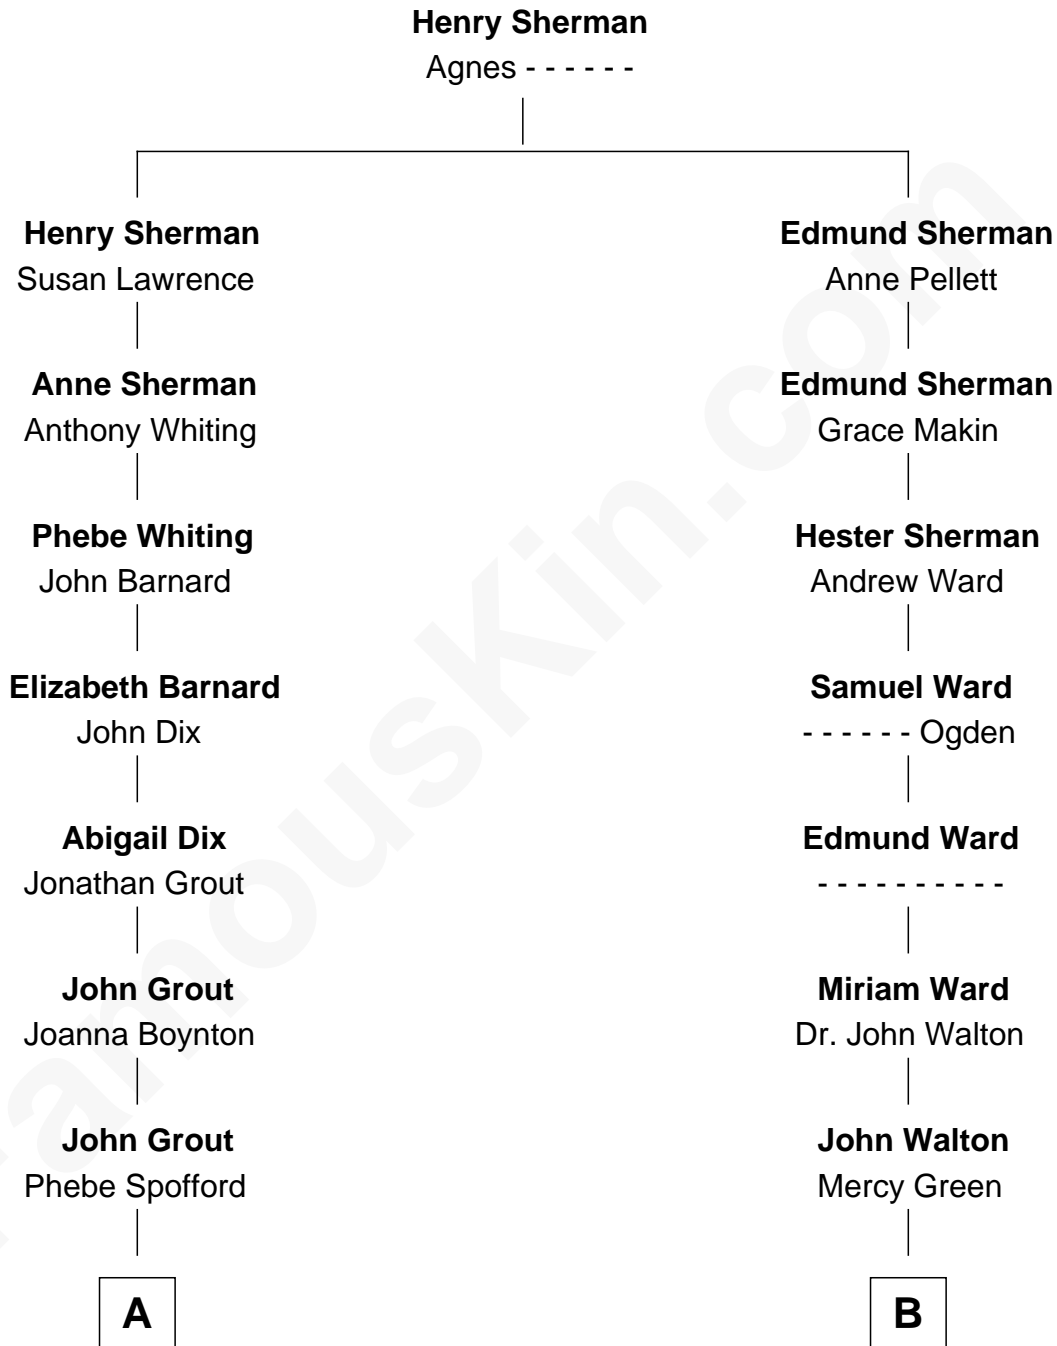 Henry Sherman
Agnes - - - - - -
Henry Sherman
Susan Lawrence
Edmund Sherman
Anne Pellett
Anne Sherman
Anthony Whiting
Edmund Sherman
Grace Makin
Phebe Whiting
John Barnard
Hester Sherman
Andrew Ward
Elizabeth Barnard
John Dix
Samuel Ward
- - - - - - Ogden
Abigail Dix
Jonathan Grout
Edmund Ward
- - - - - - - - - -
John Grout
Joanna Boynton
Miriam Ward
Dr. John Walton
John Grout
Phebe Spofford
John Walton
Mercy Green
A
B
FamousKin.com